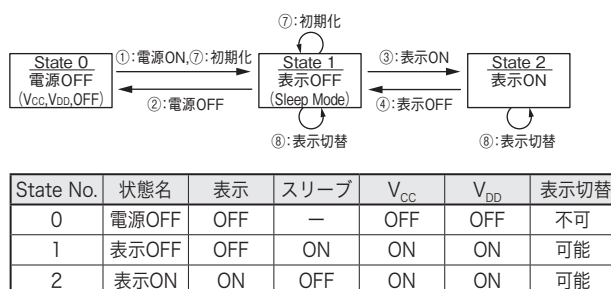 ⑦:初期化
State 0
電源OFF
(Vcc,VDD,OFF)
①:電源ON,⑦:初期化
②:電源OFF
State 1
表示OFF
(Sleep Mode)
③:表示ON
④:表示OFF
State 2
表示ON
⑧:表示切替
⑧:表示切替
State No. 状態名 表示 スリーブ VCC VDD 表示切替
0 電源OFF OFF — OFF OFF 不可
1 表示OFF OFF ON ON ON 可能
2 表示ON ON OFF ON ON 可能